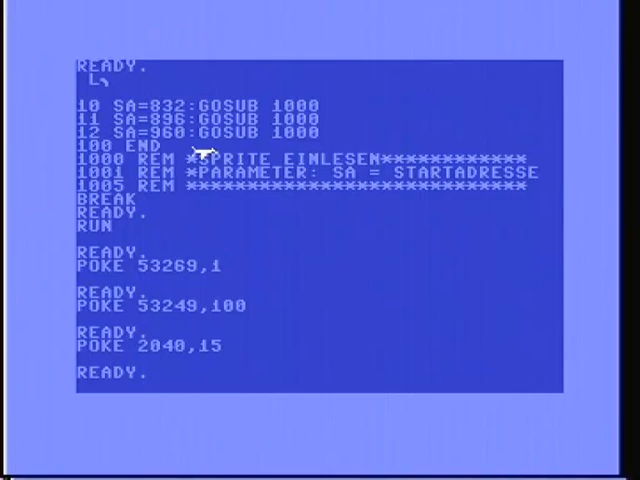 READY.
L
10 SA=832:GOSUB 1000
11 SA=896:GOSUB 1000
12 SA=960:GOSUB 1000
100 END
1000 REM *SPRITE EINLESEN************
1001 REM *PARAMETER: SA = STARTADRESSE
1005 REM ****************************
BREAK
READY.
RUN
READY.
POKE 53269,1
READY.
POKE 53249,100
READY.
POKE 2040,15
READY.